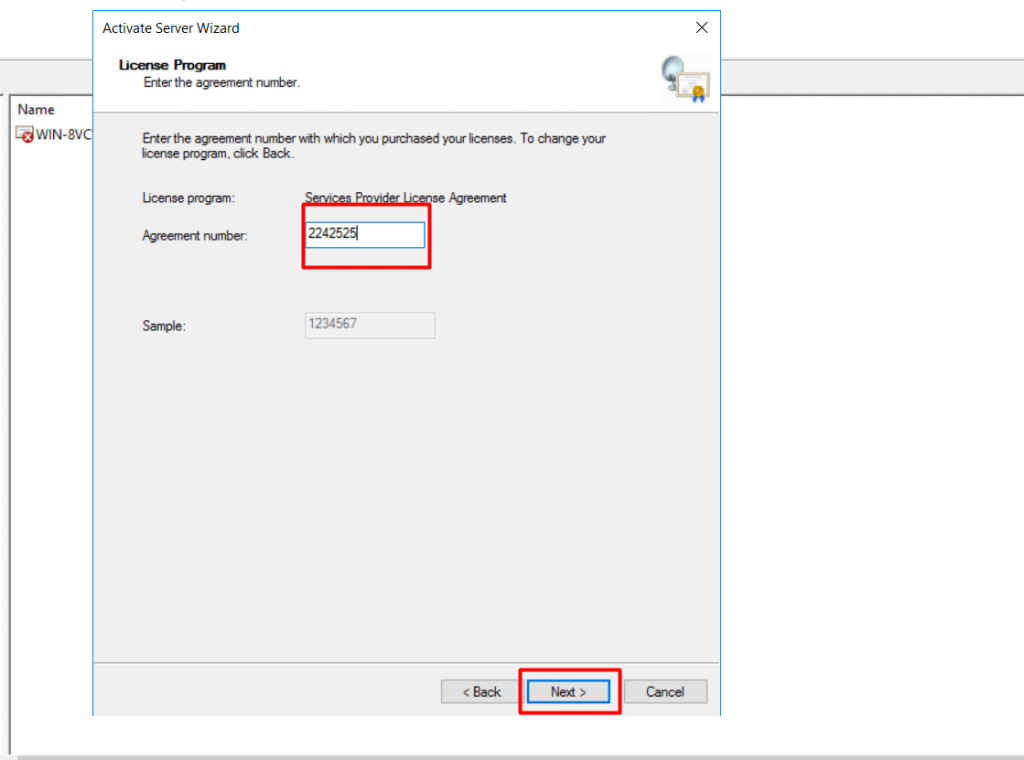 Activate Server Wizard
License Program
Enter the agreement number.
Name
WIN-8VC
Enter the agreement number with which you purchased your licenses. To change your
license program, click Back.
License program: Services Provider License Agreement
Agreement number: 2242525
Sample: 1234567
< Back Next > Cancel